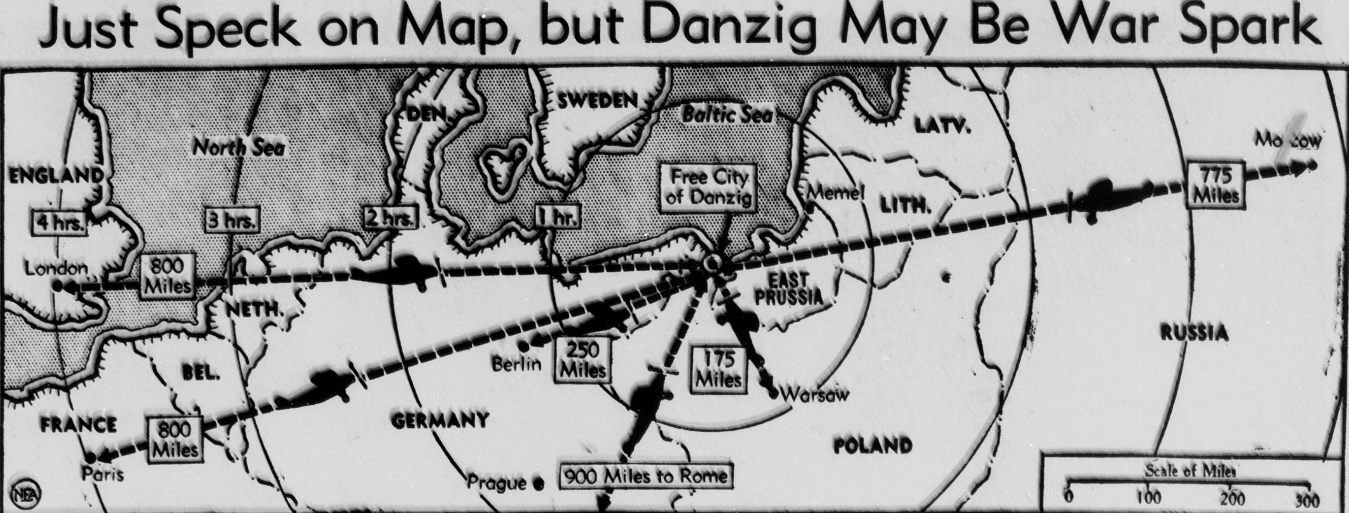 Just Speck on Map, but Danzig May Be War Spark
DEN.
SWEDEN
Baltic Sea
LATV.
North Sea
Moscow
ENGLAND
Free City
of Danzig
775
Miles
Memel
LITH.
4 hrs.
3 hrs.
2 hrs.
1 hr.
London
800
Miles
EAST
PRUSSIA
NETH.
RUSSIA
Berlin
250
Miles
175
Miles
BEL.
Warsaw
FRANCE
800
Miles
GERMANY
POLAND
Paris
Prague
900 Miles to Rome
Scale of Miles
0 100 200 300
NEA